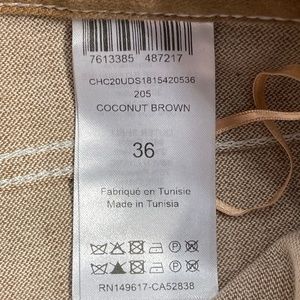 7613385 487217
CHC20UDS1815420536
205
COCONUT BROWN
36
Fabriqué en Tunisie
Made in Tunisia
RN149617-CA52838